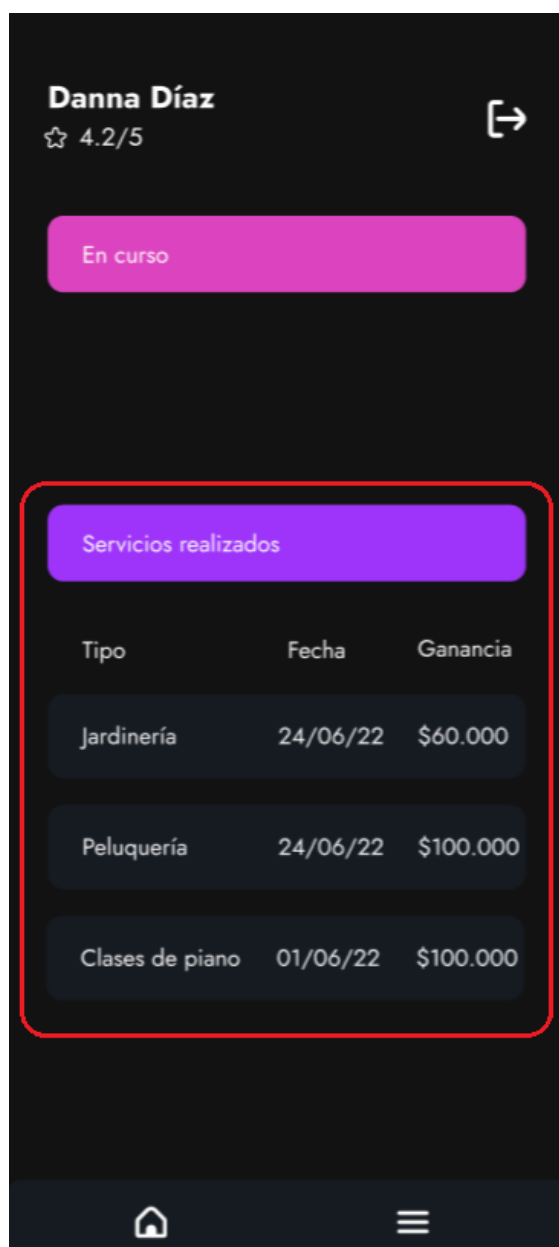 Danna Díaz
4.2/5
En curso
Servicios realizados
Tipo Fecha Ganancia
Jardinería 24/06/22 $60.000
Peluquería 24/06/22 $100.000
Clases de piano 01/06/22 $100.000